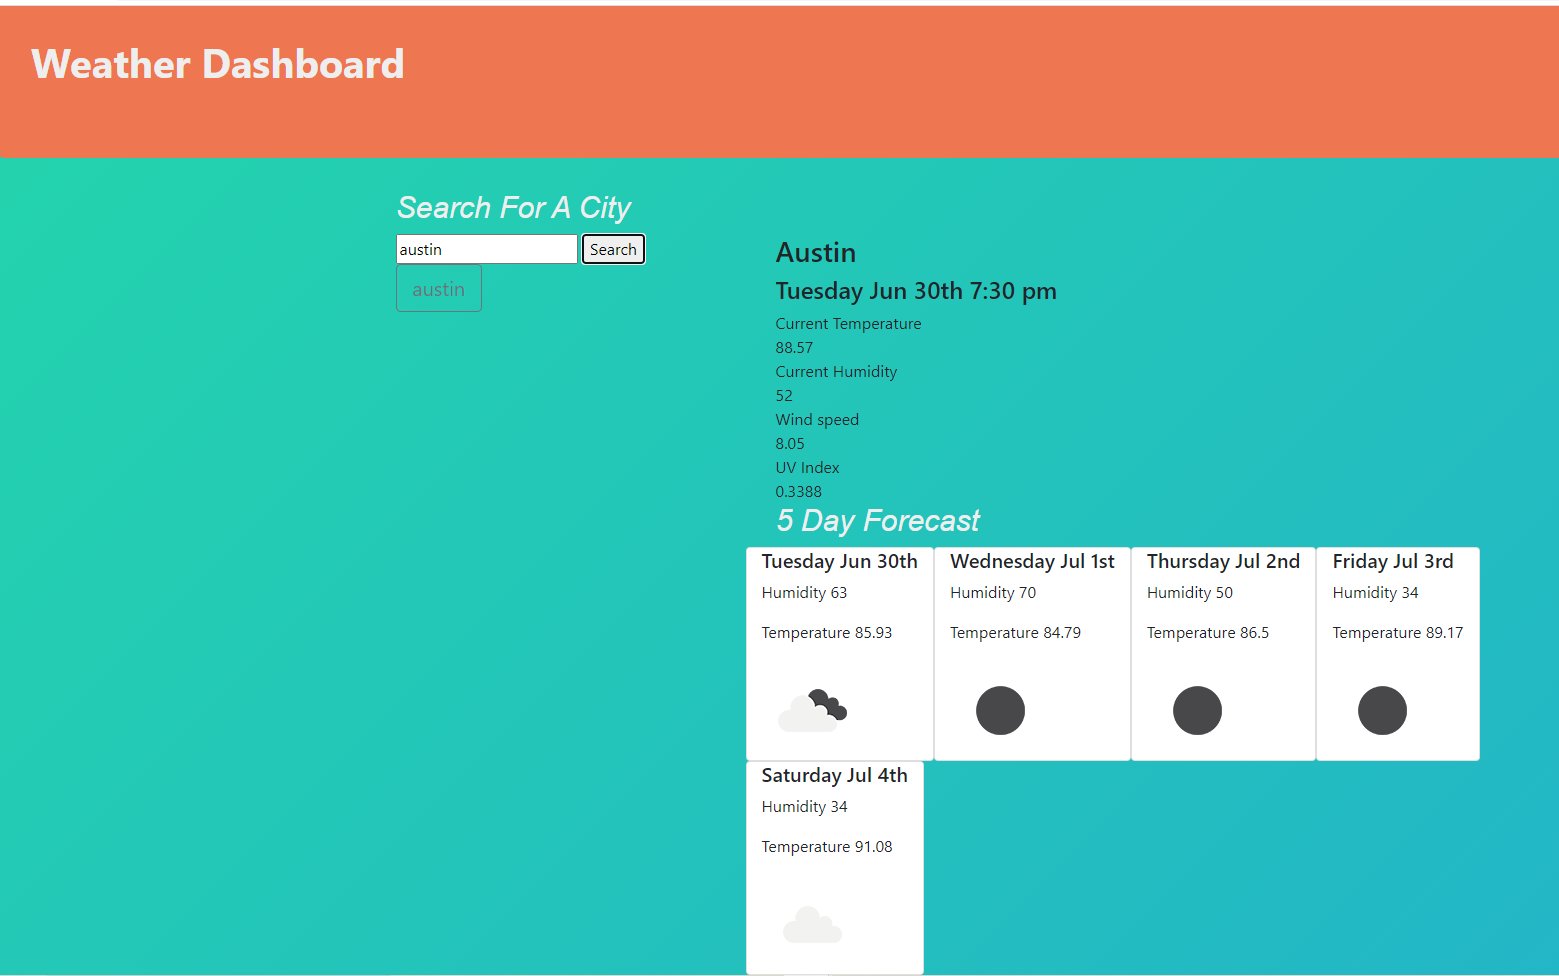 Weather Dashboard
Search For A City
austin
Search
austin
Austin
Tuesday Jun 30th 7:30 pm
Current Temperature
88.57
Current Humidity
52
Wind speed
8.05
UV Index
0.3388
5 Day Forecast
Tuesday Jun 30th
Humidity 63
Temperature 85.93
Wednesday Jul 1st
Humidity 70
Temperature 84.79
Thursday Jul 2nd
Humidity 50
Temperature 86.5
Friday Jul 3rd
Humidity 34
Temperature 89.17
Saturday Jul 4th
Humidity 34
Temperature 91.08